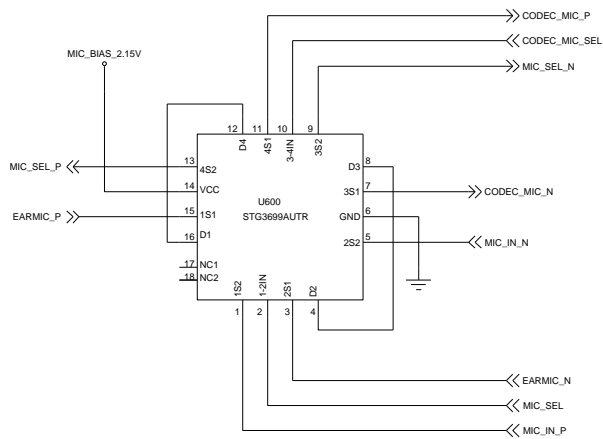 CODEC_MIC_P
CODEC_MIC_SEL
MIC_BIAS_2.15V
MIC_SEL_N
12
11
10
9
D4
4S1
3-4IN
3S2
MIC_SEL_P
13
4S2
D3
8
14
VCC
3S1
7
CODEC_MIC_N
U600
STG3699AUTR
EARMIC_P
15
1S1
GND
6
16
D1
2S2
5
MIC_IN_N
17
NC1
18
NC2
1S2
1-2IN
2S1
D2
1
2
3
4
EARMIC_N
MIC_SEL
MIC_IN_P